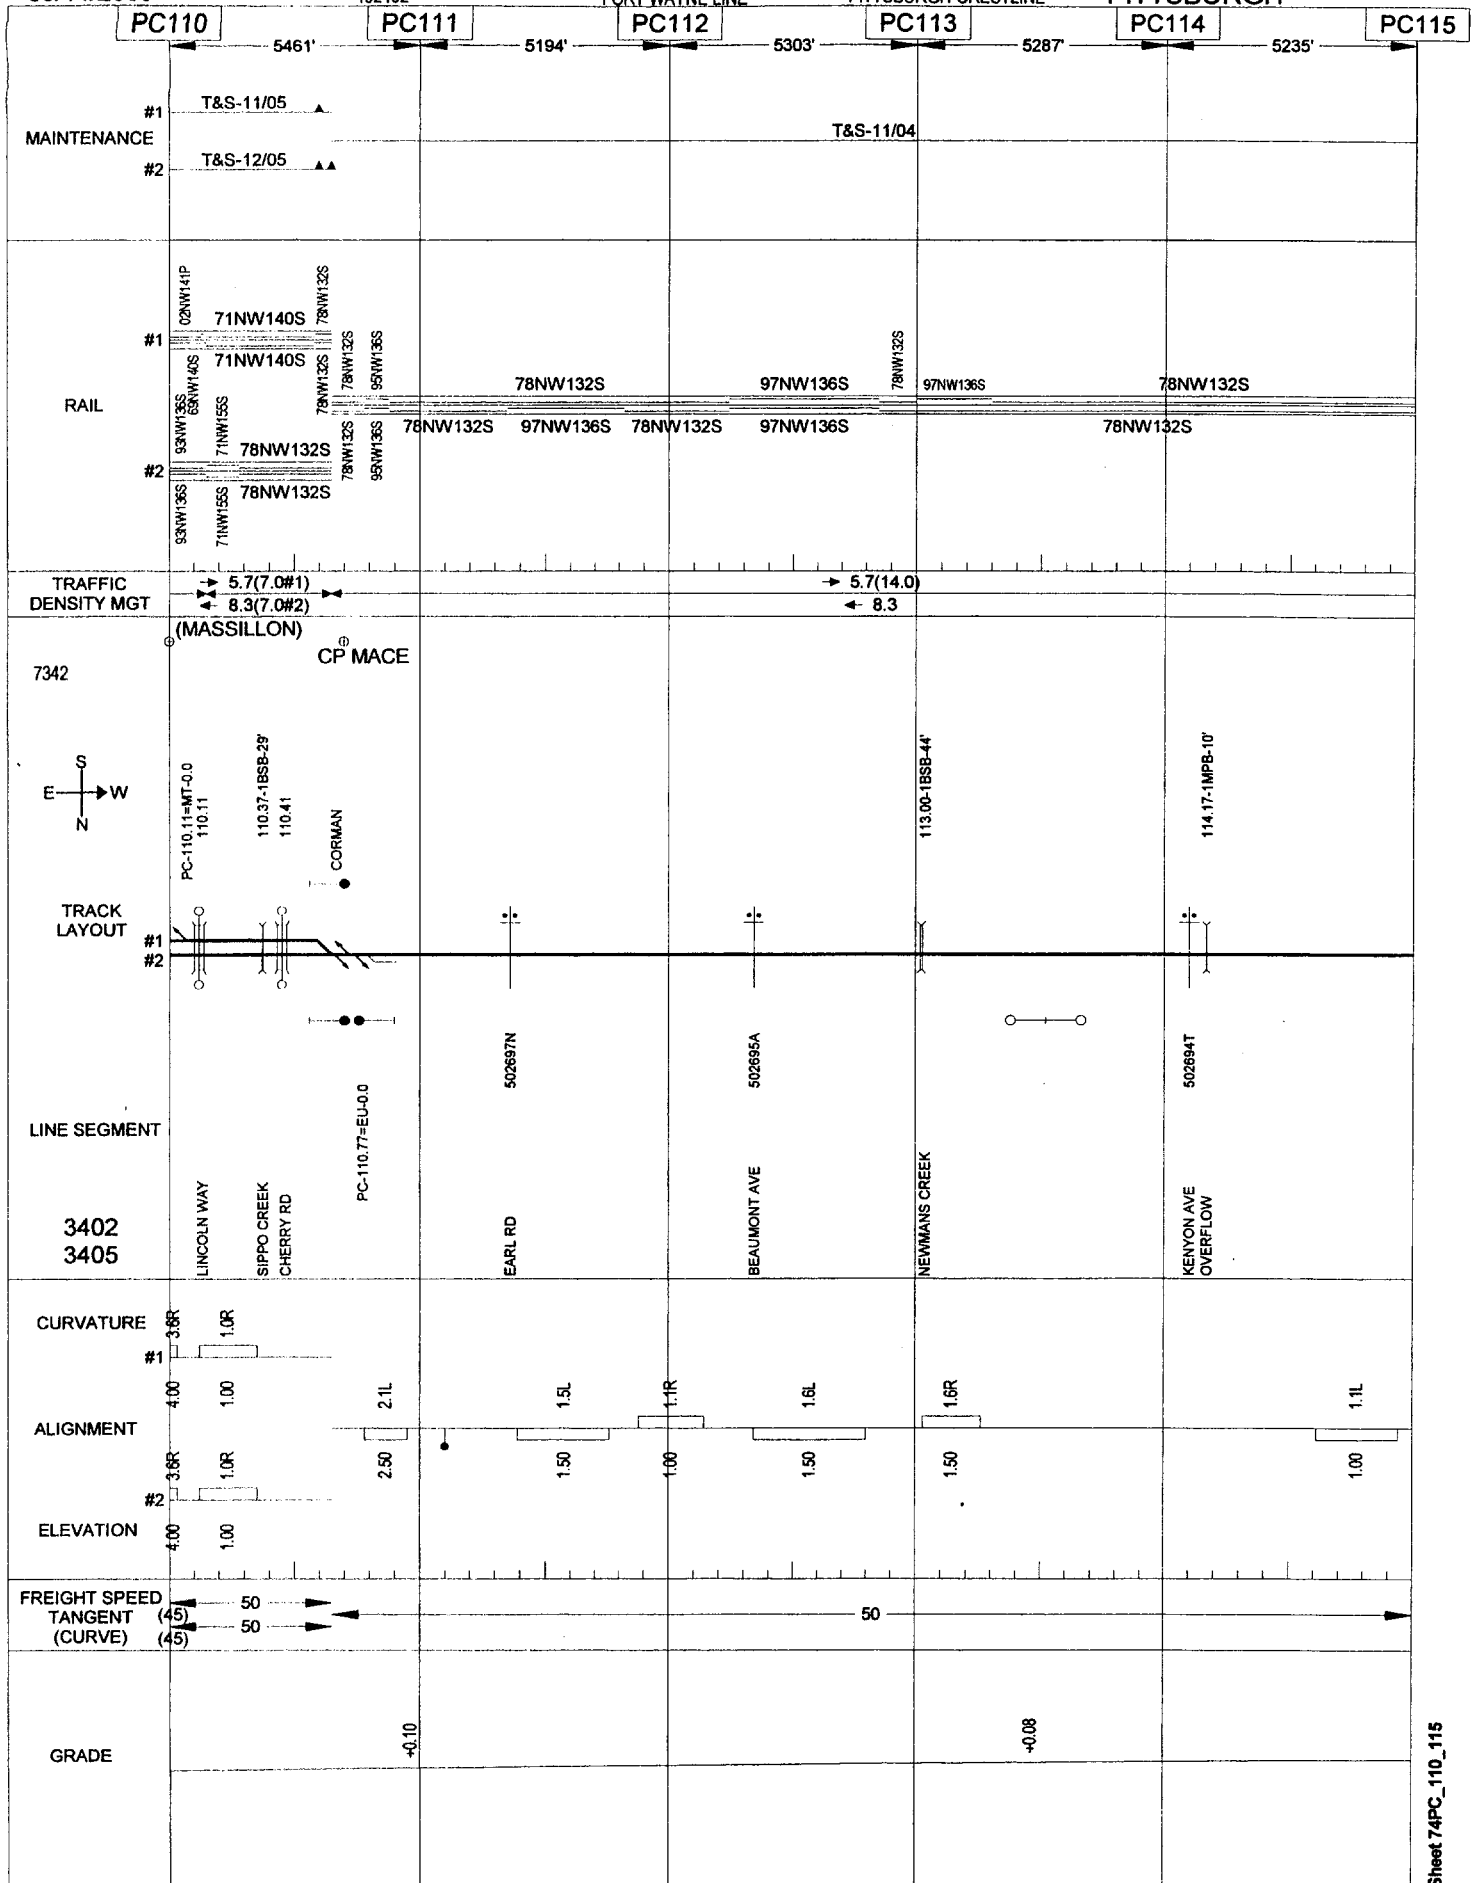 FORT WAYNE LINE
PITTSBURGH
PC110 PC111 PC112 PC113 PC114 PC115
5461' 5194' 5303' 5287' 5235'
MAINTENANCE
#1 T&S-11/05
T&S-11/04
#2 T&S-12/05
RAIL
02NW141P
71NW140S
78NW132S
#1
71NW140S
69NW140S
78NW132S
78NW132S
95NW136S
78NW132S
97NW136S
78NW132S
97NW136S
78NW132S
78NW132S
97NW136S
78NW132S
97NW136S
78NW132S
93NW136S
71NW155S
78NW132S
78NW132S
95NW136S
#2
78NW132S
93NW136S
71NW155S
TRAFFIC
DENSITY MGT
5.7(7.0#1)
8.3(7.0#2)
5.7(14.0)
8.3
(MASSILLON)
CP MACE
7342
S
E W
N
PC-110.11=MT-0.0
110.11
110.37-1BSB-29'
110.41
CORMAN
113.00-1BSB-44'
114.17-1MPB-10'
TRACK
LAYOUT
#1
#2
502697N
502695A
502694T
LINE SEGMENT
PC-110.77=EU-0.0
3402
3405
LINCOLN WAY
SIPPO CREEK
CHERRY RD
EARL RD
BEAUMONT AVE
NEWMANS CREEK
KENYON AVE
OVERFLOW
CURVATURE
#1
3.6R
1.0R
4.00
1.00
ALIGNMENT
2.1L
1.5L
1.1R
1.6L
1.6R
1.1L
2.50
1.50
1.00
1.50
1.50
1.00
#2
3.6R
1.0R
ELEVATION
4.00
1.00
FREIGHT SPEED
TANGENT (45)
(CURVE) (45)
50
50
50
GRADE
+0.10
+0.08
Sheet 74PC_110_115